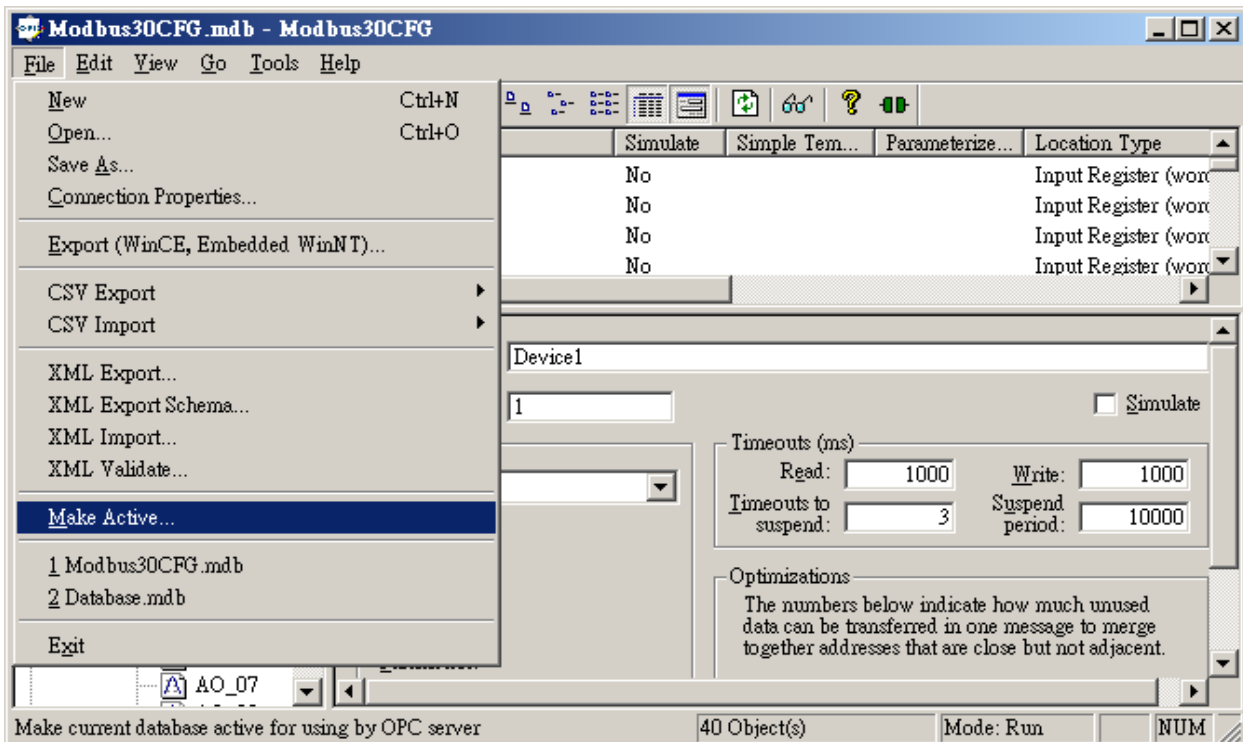 Modbus30CFG.mdb - Modbus30CFG
File Edit View Go Tools Help
New Ctrl+N
Open... Ctrl+O
Save As...
Connection Properties...
Export (WinCE, Embedded WinNT)...
CSV Export
CSV Import
XML Export...
XML Export Schema...
XML Import...
XML Validate...
Make Active...
1 Modbus30CFG.mdb
2 Database.mdb
Exit
Simulate Simple Tem... Parameterize... Location Type
No Input Register (word
No Input Register (word
No Input Register (word
No Input Register (word
Device1
1 Simulate
Timeouts (ms)
Read: 1000 Write: 1000
Timeouts to suspend: 3 Suspend period: 10000
Optimizations
The numbers below indicate how much unused
data can be transferred in one message to merge
together addresses that are close but not adjacent.
AO_07
Make current database active for using by OPC server 40 Object(s) Mode: Run NUM